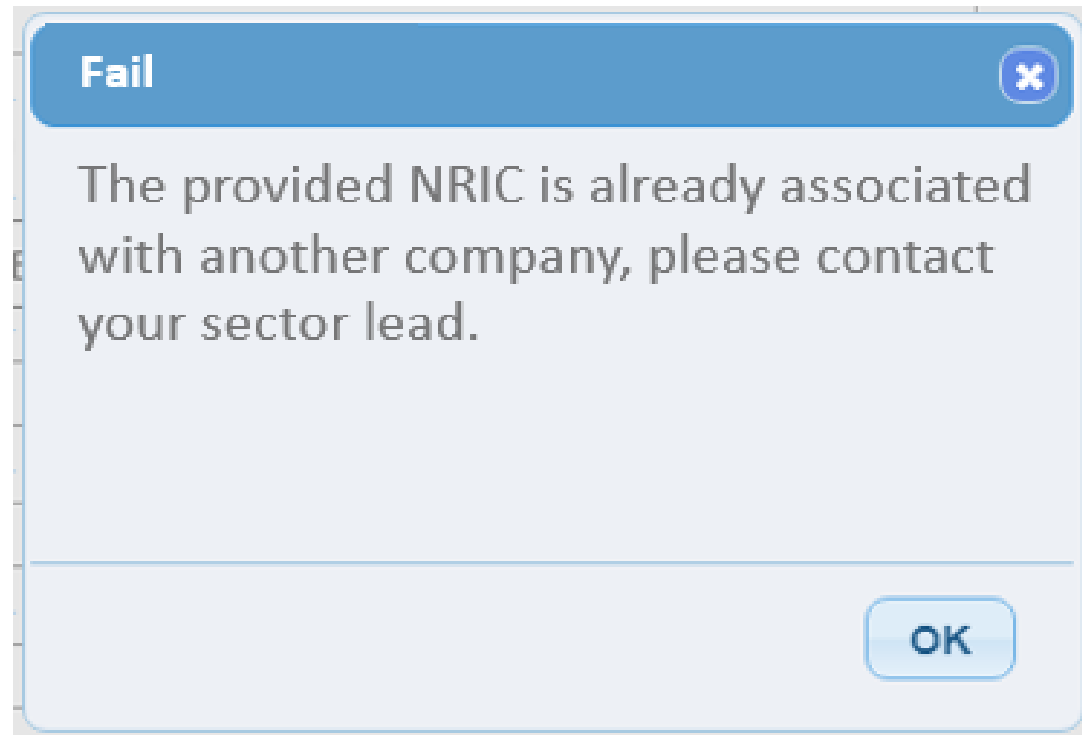 Fail
The provided NRIC is already associated
with another company, please contact
your sector lead.
OK